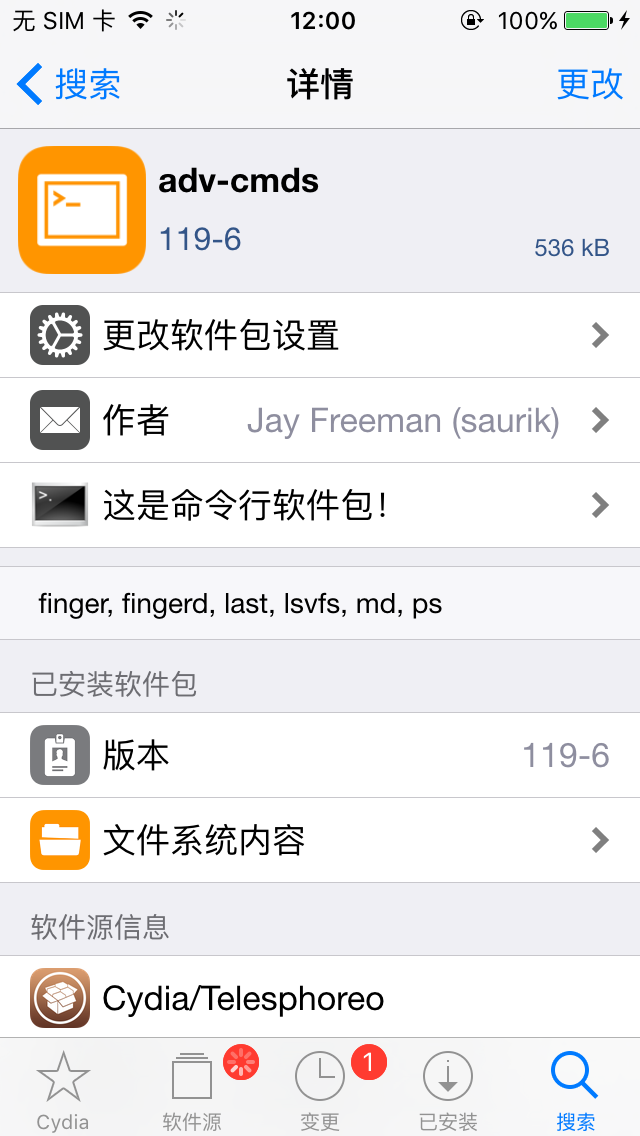 无 SIM 卡 12:00 100%
搜索 详情 更改
adv-cmds
119-6
536 kB
更改软件包设置
作者 Jay Freeman (saurik)
这是命令行软件包！
finger, fingerd, last, lsvfs, md, ps
已安装软件包
版本 119-6
文件系统内容
软件源信息
Cydia/Telesphoreo
1
Cydia 软件源 变更 已安装 搜索